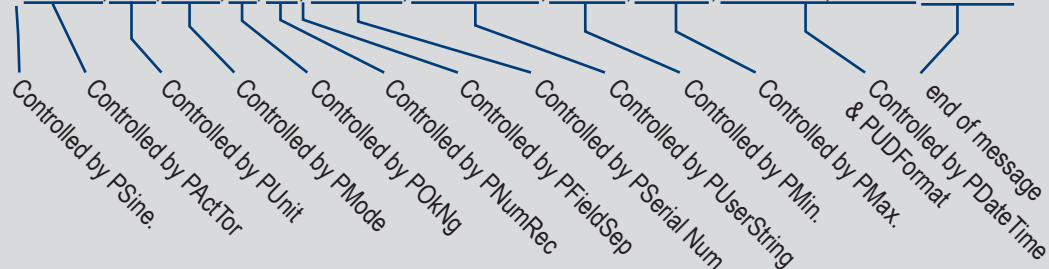 Controlled by PSine.
Controlled by PActTor
Controlled by PUnit
Controlled by PMode
Controlled by POkNg
Controlled by PNumRec
Controlled by PFieldSep
Controlled by PSerial Num
Controlled by PUserString
Controlled by PMin.
Controlled by PMax.
Controlled by PDateTime
& PUDFormat
end of message